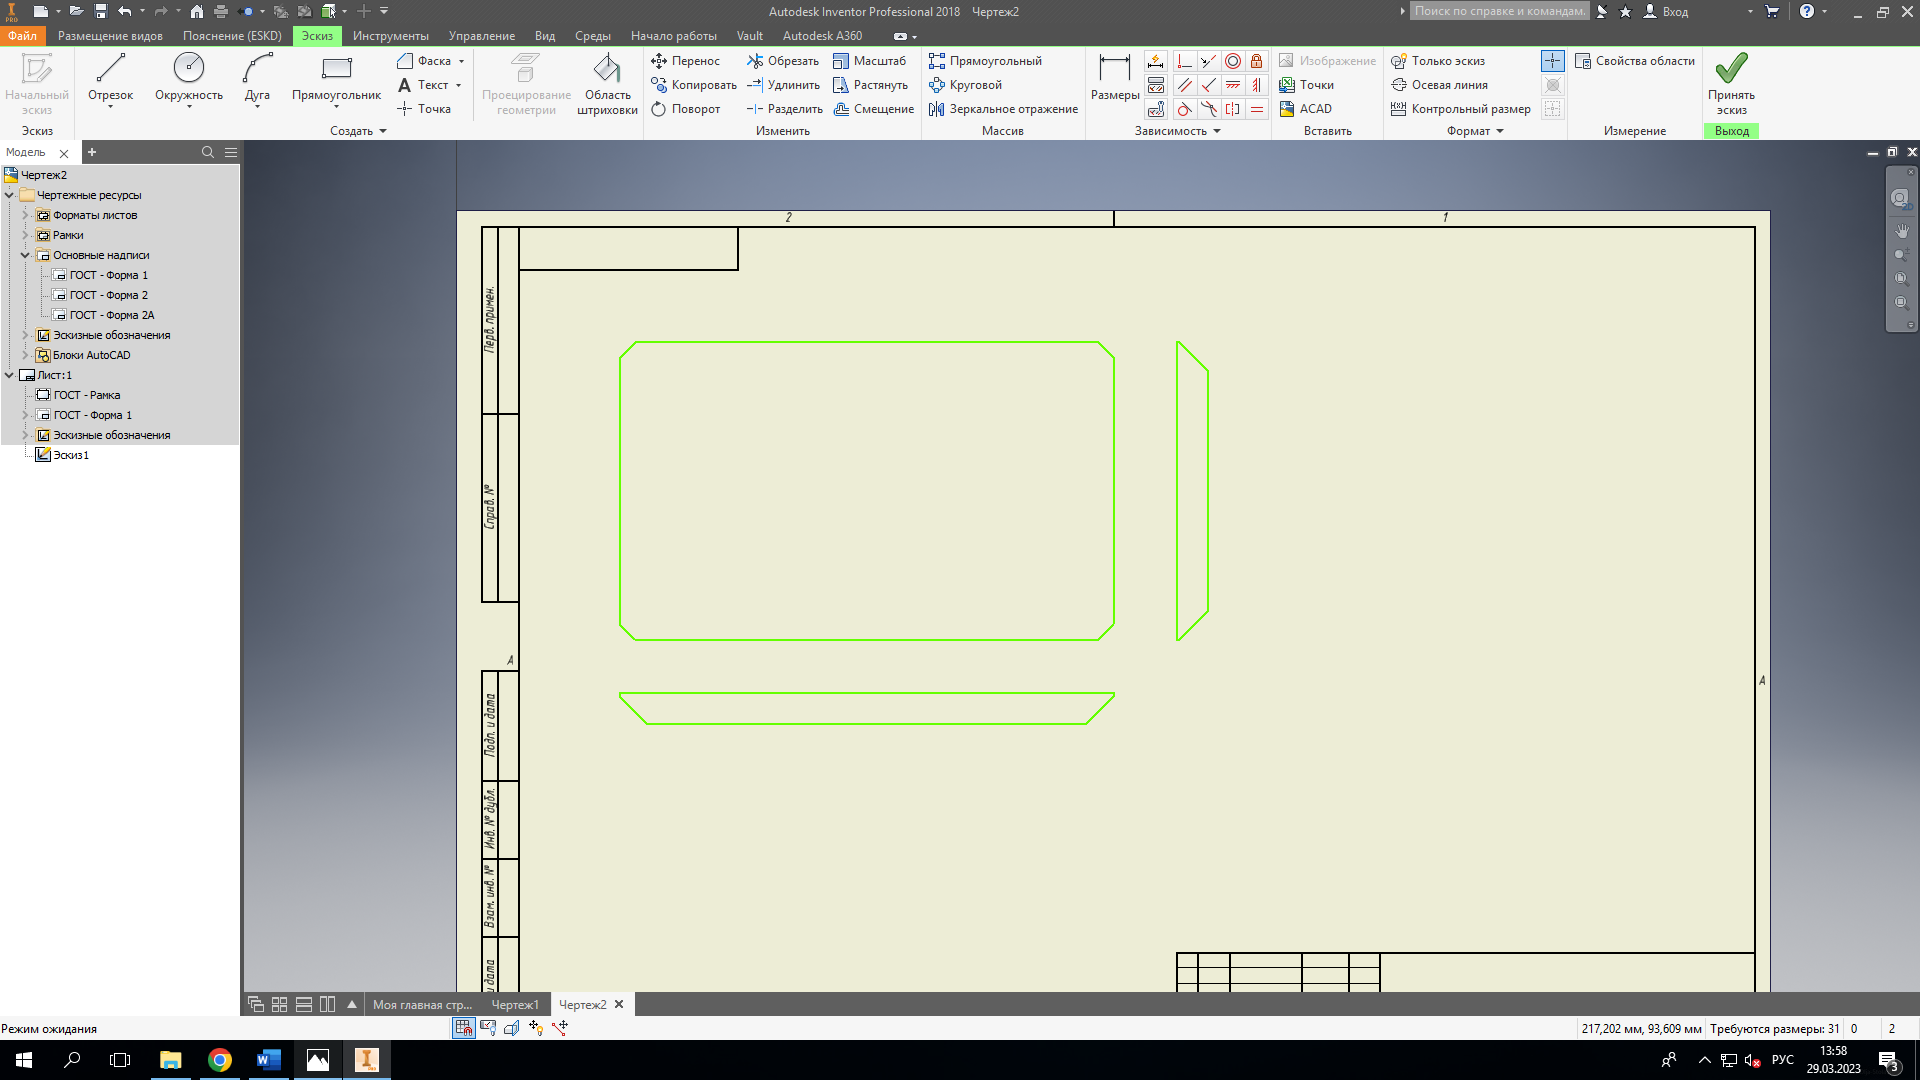 Autodesk Inventor Professional 2018 Чертеж2
Поиск по справке и командам.
Вход
Файл Размещение видов Пояснение (ESKD) Эскиз Инструменты Управление Вид Среды Начало работы Vault Autodesk A360
Начальный эскиз
Эскиз
Отрезок Окружность Дуга Прямоугольник
Фаска
Текст
Точка
Проецирование геометрии
Область штриховки
Создать
Перенос Обрезать Масштаб
Копировать Удлинить Растянуть
Поворот Разделить Смещение
Изменить
Прямоугольный
Круговой
Зеркальное отражение
Массив
Размеры
Зависимость
Изображение
Точки
ACAD
Вставить
Только эскиз
Осевая линия
Контрольный размер
Формат
Свойства области
Измерение
Принять эскиз
Выход
Модель
Чертеж2
Чертежные ресурсы
Форматы листов
Рамки
Основные надписи
ГОСТ - Форма 1
ГОСТ - Форма 2
ГОСТ - Форма 2А
Эскизные обозначения
Блоки AutoCAD
Лист:1
ГОСТ - Рамка
ГОСТ - Форма 1
Эскизные обозначения
Эскиз1
2 1
Перв. примен.
Справ. №
А
А
Подп. и дата
Инв. № дубл.
Взам. инв. №
и дата
2D
Моя главная стр... Чертеж1 Чертеж2
Режим ожидания
217,202 мм, 93,609 мм Требуются размеры: 31 0 2
РУС
13:58
29.03.2023
3